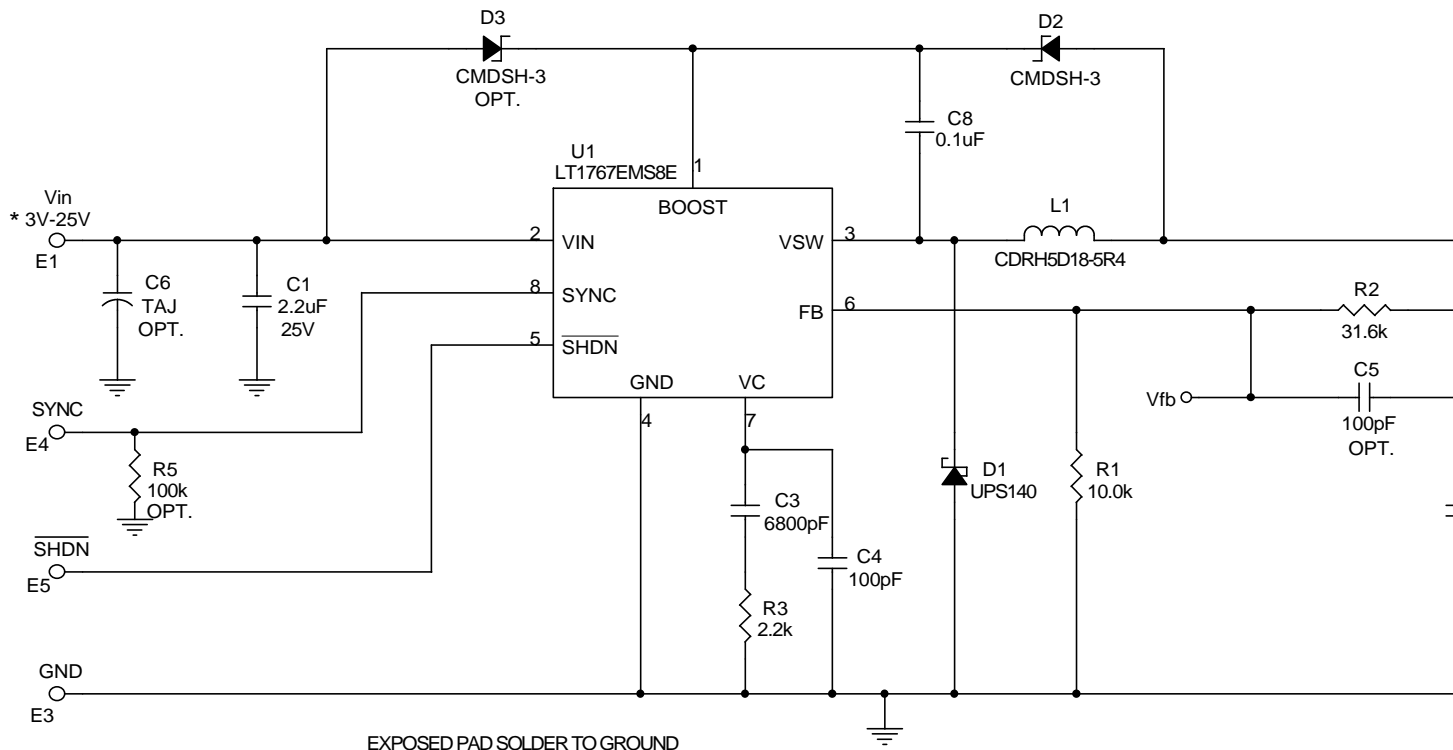 D3
CMDSH-3
OPT.
D2
CMDSH-3
C8
0.1uF
U1
LT1767EMS8E
1
BOOST
Vin
* 3V-25V
E1
2
VIN
VSW
3
L1
CDRH5D18-5R4
C6
TAJ
OPT.
C1
2.2uF
25V
8
SYNC
5
SHDN
FB
6
R2
31.6k
GND
VC
4
7
Vfb
C5
100pF
OPT.
SYNC
E4
R5
100k
OPT.
D1
UPS140
R1
10.0k
C3
6800pF
C4
100pF
SHDN
E5
R3
2.2k
GND
E3
EXPOSED PAD SOLDER TO GROUND